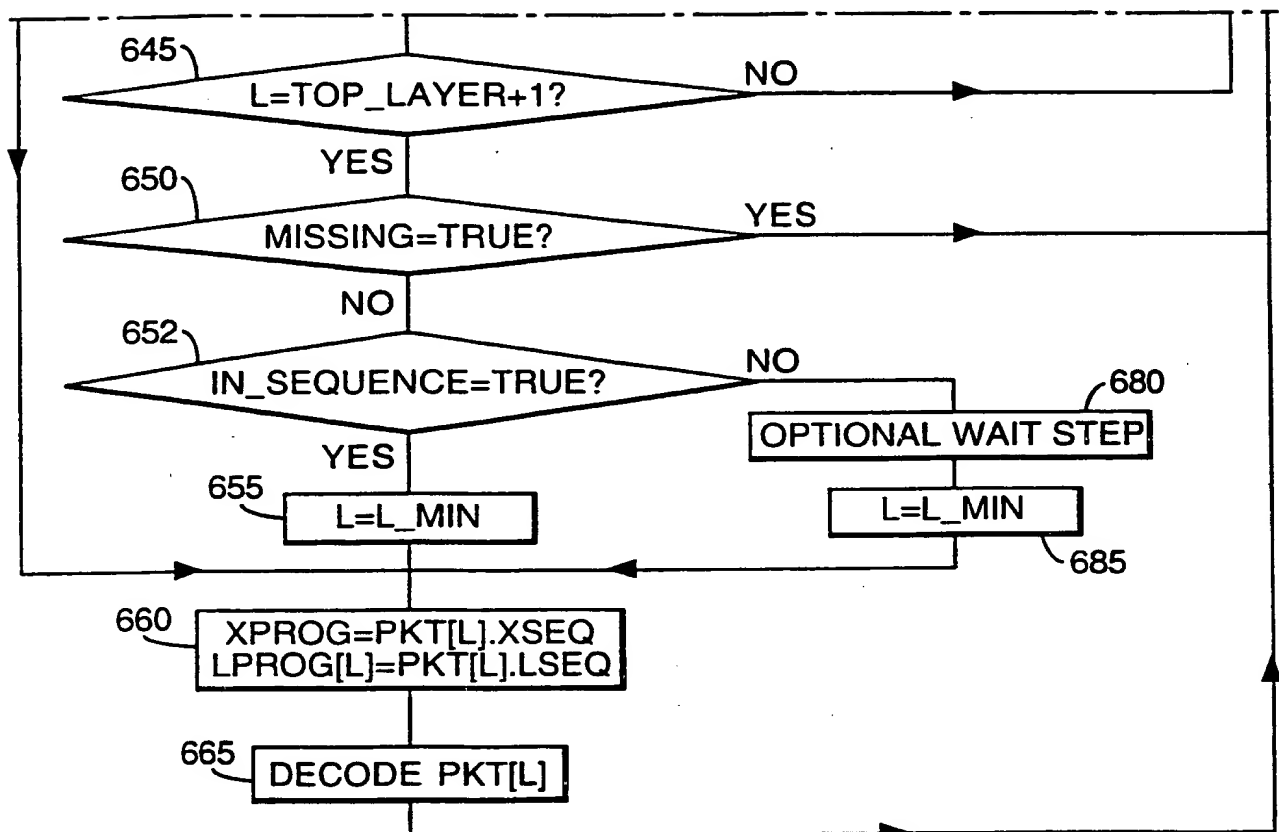 645
L=TOP_LAYER+1?
NO
YES
650
MISSING=TRUE?
YES
NO
652
IN_SEQUENCE=TRUE?
NO
680
OPTIONAL WAIT STEP
YES
655
L=L_MIN
L=L_MIN
685
660
XPROG=PKT[L].XSEQ
LPROG[L]=PKT[L].LSEQ
665
DECODE PKT[L]